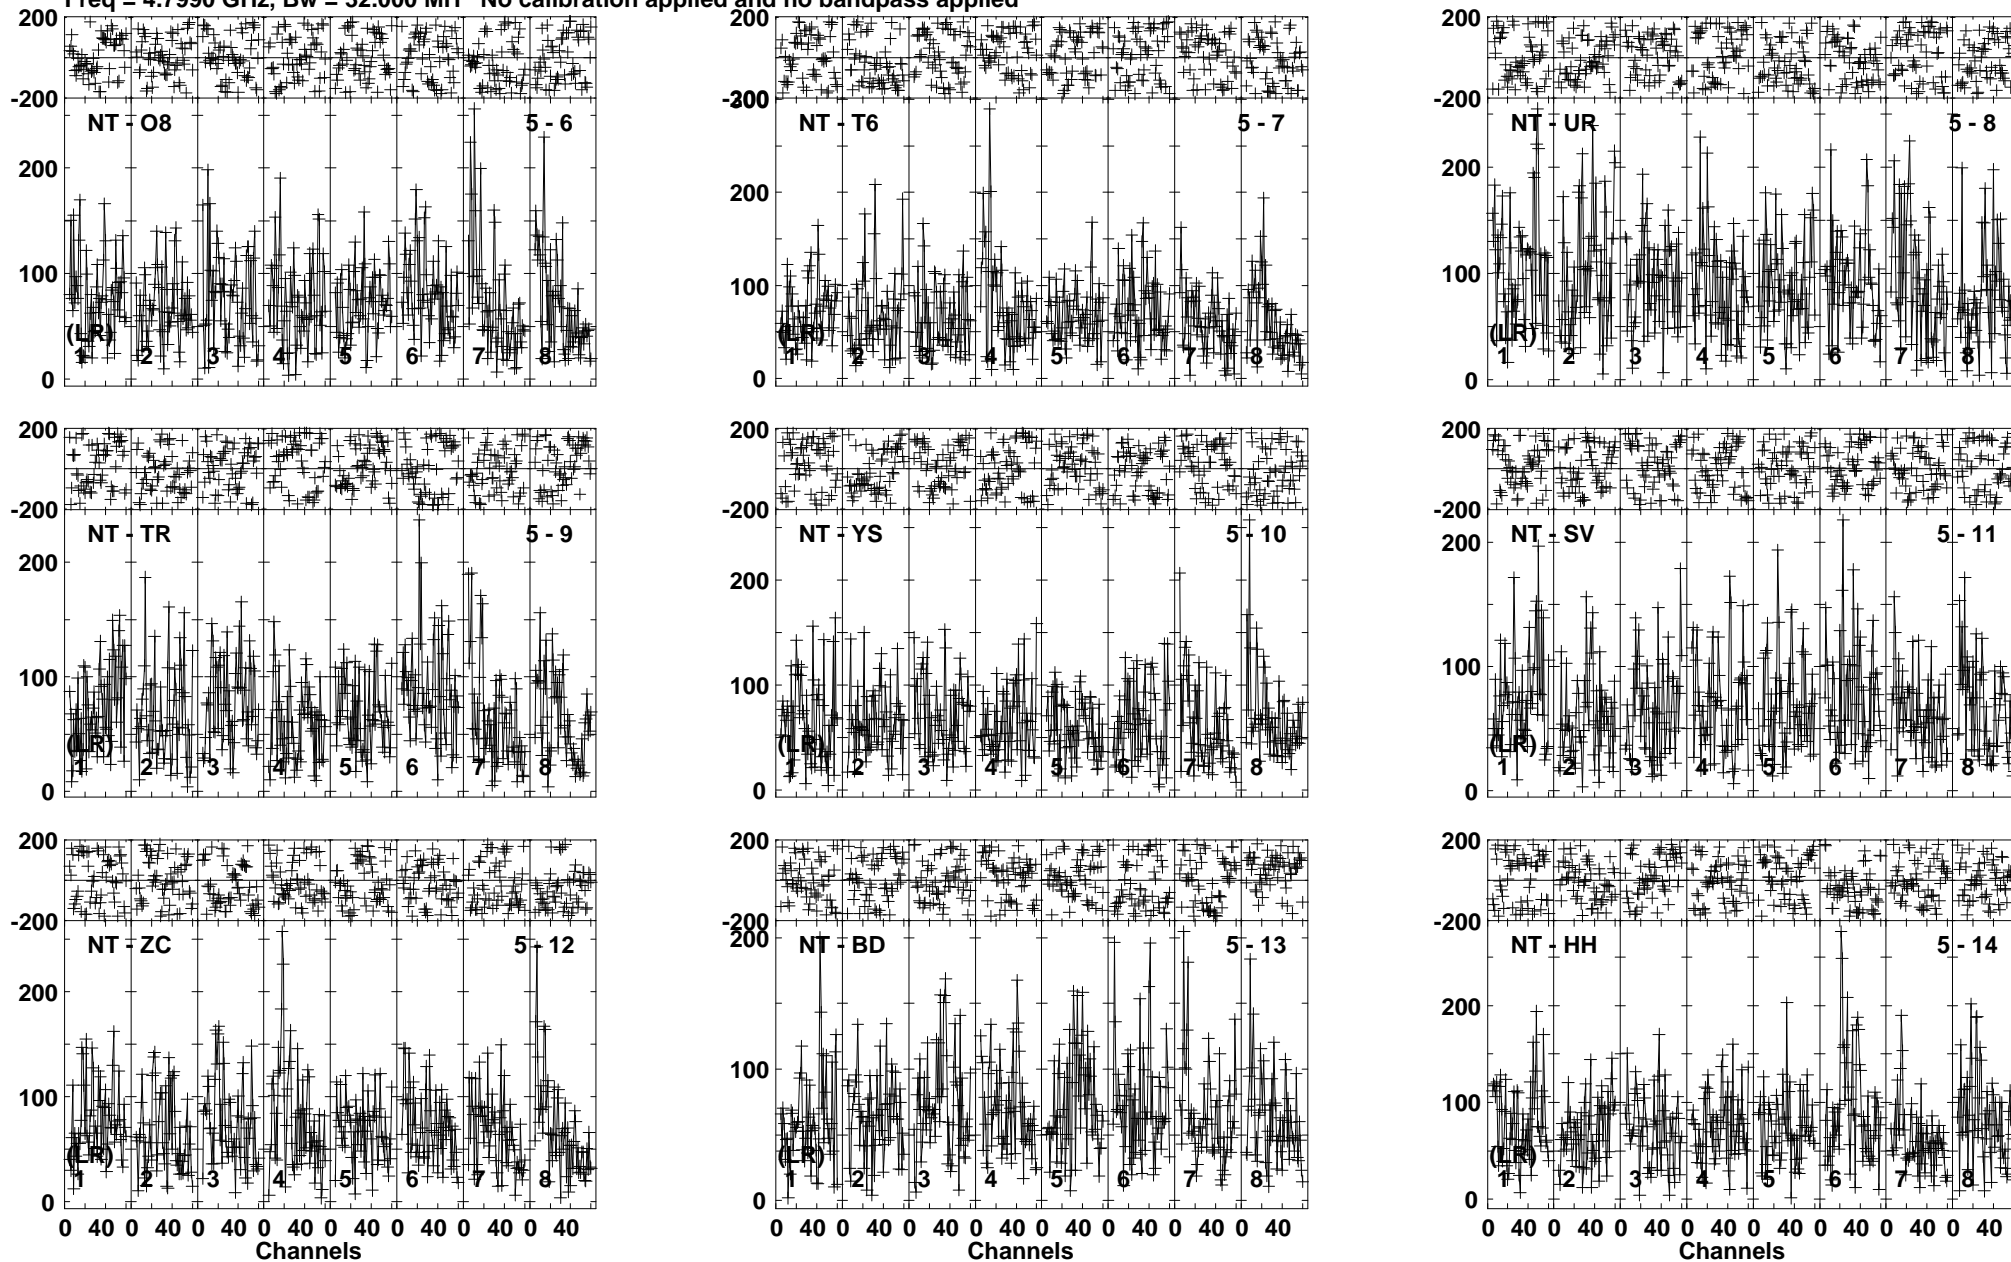 Freq = 4.7990 GHz, Bw = 32.000 MH No calibration applied and no bandpass applied
200 200 200
-200 -200 -200
NT - O8 5 - 6 NT - T6 5 - 7 NT - UR 5 - 8
300
200 200 200
100 100 100
(LR) (LR) (LR)
1 2 3 4 5 6 7 8 1 2 3 4 5 6 7 8 1 2 3 4 5 6 7 8
0 0 0
200 200 200
-200 -200 -200
NT - TR 5 - 9 NT - YS 5 - 10 NT - SV 5 - 11
200 200 200
100 100 100
(LR) (LR) (LR)
1 2 3 4 5 6 7 8 1 2 3 4 5 6 7 8 1 2 3 4 5 6 7 8
0 0 0
200 200 200
-200 -200 -200
NT - ZC 5 - 12 NT - BD 5 - 13 NT - HH 5 - 14
200 200 200
100 100 100
(LR) (LR) (LR)
1 2 3 4 5 6 7 8 1 2 3 4 5 6 7 8 1 2 3 4 5 6 7 8
0 0 0
0 40 0 40 0 40 0 40 0 40 0 40 0 40 0 40 0 40 0 40 0 40 0 40 0 40 0 40 0 40 0 40 0 40 0 40 0 40 0 40 0 40 0 40 0 40 0 40
Channels Channels Channels